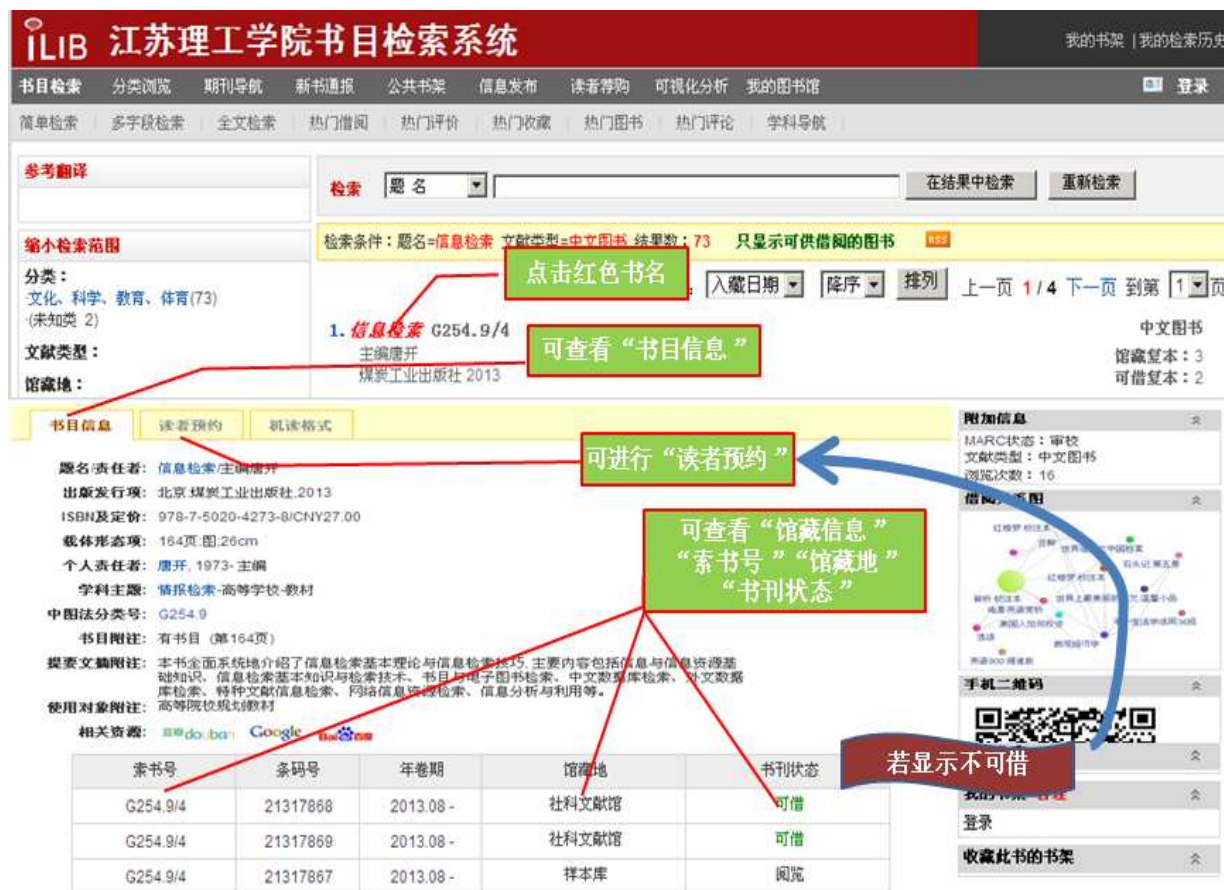 iLIB 江苏理工学院书目检索系统
我的书架 | 我的检索历史
书目检索 分类浏览 期刊导航 新书通报 公共书架 信息发布 读者荐购 可视化分析 我的图书馆 登录
简单检索 多字段检索 全文检索 热门借阅 热门评价 热门收藏 热门图书 热门评论 学科导航
参考翻译
检索 题 名 在结果中检索 重新检索
缩小检索范围
分类：
·文化、科学、教育、体育(73)
·(未知类 2)
文献类型：
馆藏地：
检索条件：题名=信息检索 文献类型=中文图书 结果数：73 只显示可供借阅的图书 RSS
点击红色书名
入藏日期 降序 排列 上一页 1 / 4 下一页 到第 1 页
1. 信息检索 G254.9/4
主编唐开
煤炭工业出版社 2013
中文图书
馆藏复本：3
可借复本：2
可查看“书目信息”
书目信息 读者预约 机读格式
可进行“读者预约”
题名/责任者: 信息检索/主编唐开
出版发行项: 北京:煤炭工业出版社,2013
ISBN及定价: 978-7-5020-4273-8/CNY27.00
载体形态项: 164页:图;26cm
个人责任者: 唐开, 1973- 主编
学科主题: 情报检索-高等学校-教材
中图法分类号: G254.9
书目附注: 有书目 (第164页)
提要文摘附注: 本书全面系统地介绍了信息检索基本理论与信息检索技巧,主要内容包括信息与信息资源基
础知识、信息检索基本知识与检索技术、书目与电子图书检索、中文数据库检索、外文数据
库检索、特种文献信息检索、网络信息资源检索、信息分析与利用等。
使用对象附注: 高等院校规划教材
相关资源: 豆瓣douban Google Bai百度
可查看“馆藏信息”
“索书号”“馆藏地”
“书刊状态”
索书号 条码号 年卷期 馆藏地 书刊状态
G254.9/4 21317868 2013.08 - 社科文献馆 可借
G254.9/4 21317869 2013.08 - 社科文献馆 可借
G254.9/4 21317867 2013.08 - 样本库 阅览
附加信息
MARC状态：审校
文献类型：中文图书
浏览次数：16
手机二维码
若显示不可借
登录
收藏此书的书架